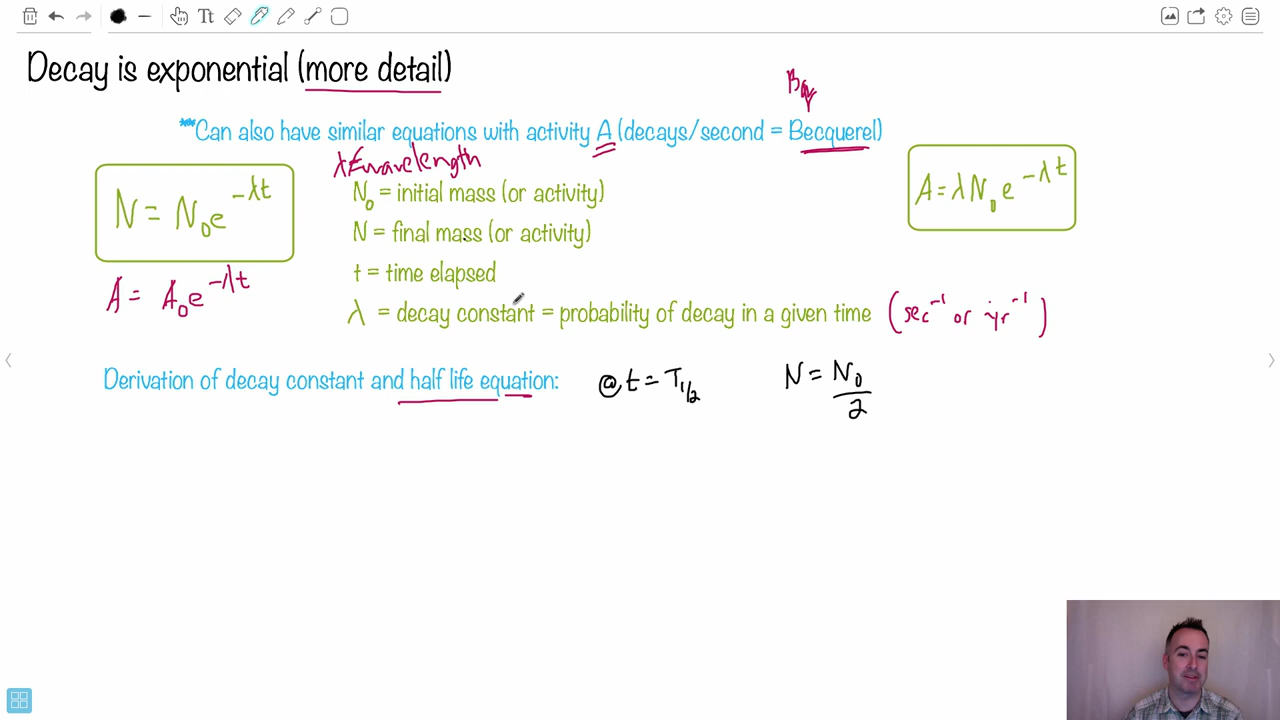 Tt
Decay is exponential (more detail)
Bq
***Can also have similar equations with activity A (decays/second = Becquerel)
λ≠wavelength
N = N₀e^{-λt}
N₀ = initial mass (or activity)
A = λN₀e^{-λt}
N = final mass (or activity)
t = time elapsed
A = A₀e^{-λt}
λ = decay constant = probability of decay in a given time (sec⁻¹ or yr⁻¹)
Derivation of decay constant and half life equation: @ t = T_{1/2} N = N₀/2